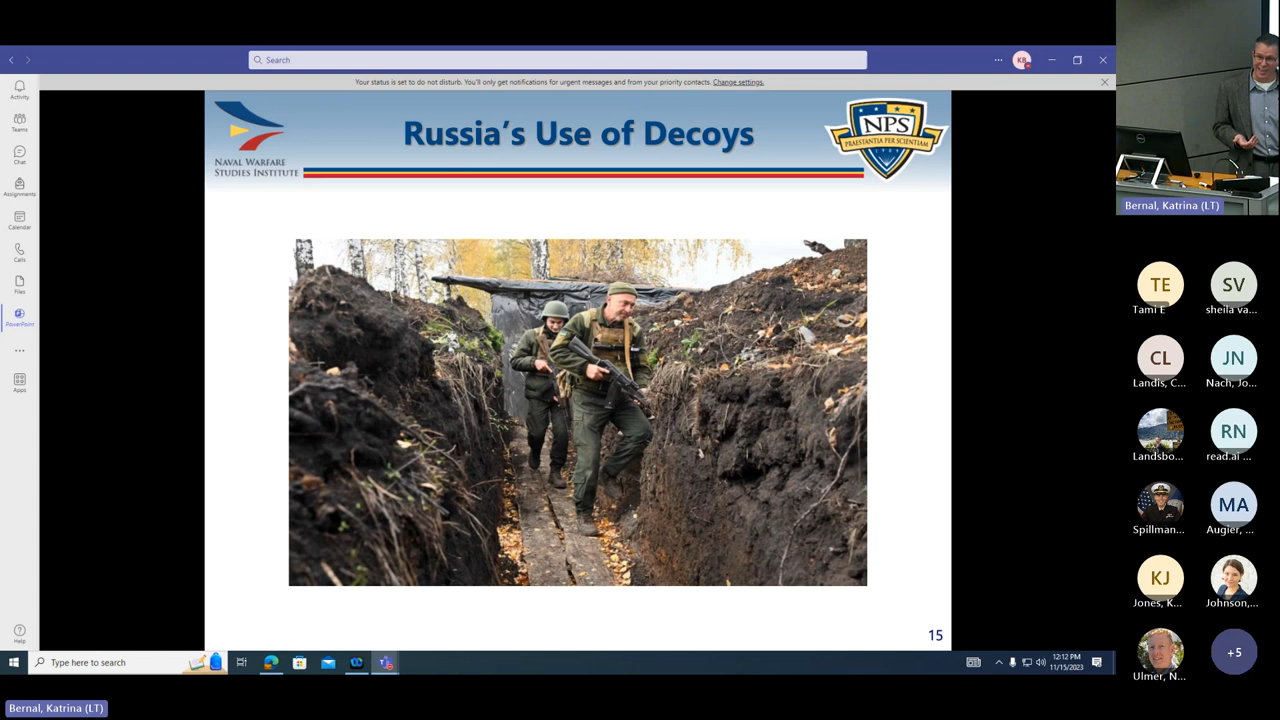 Search
KB
Your status is set to do not disturb. You'll only get notifications for urgent messages and from your priority contacts. Change settings.
Activity
Teams
Chat
Assignments
Calendar
Calls
Files
PowerPoint
Apps
Help
NAVAL WARFARE
STUDIES INSTITUTE
Russia's Use of Decoys
NPS
PRAESTANTIA PER SCIENTIAM
15
Bernal, Katrina (LT)
TE
Tami E
SV
sheila va...
CL
Landis, C...
JN
Nach, Jo...
Landsbo...
RN
read.ai ...
Spillman...
MA
Augier, ...
KJ
Jones, K...
Johnson,...
Ulmer, N...
+5
Type here to search
12:12 PM
11/15/2023
Bernal, Katrina (LT)